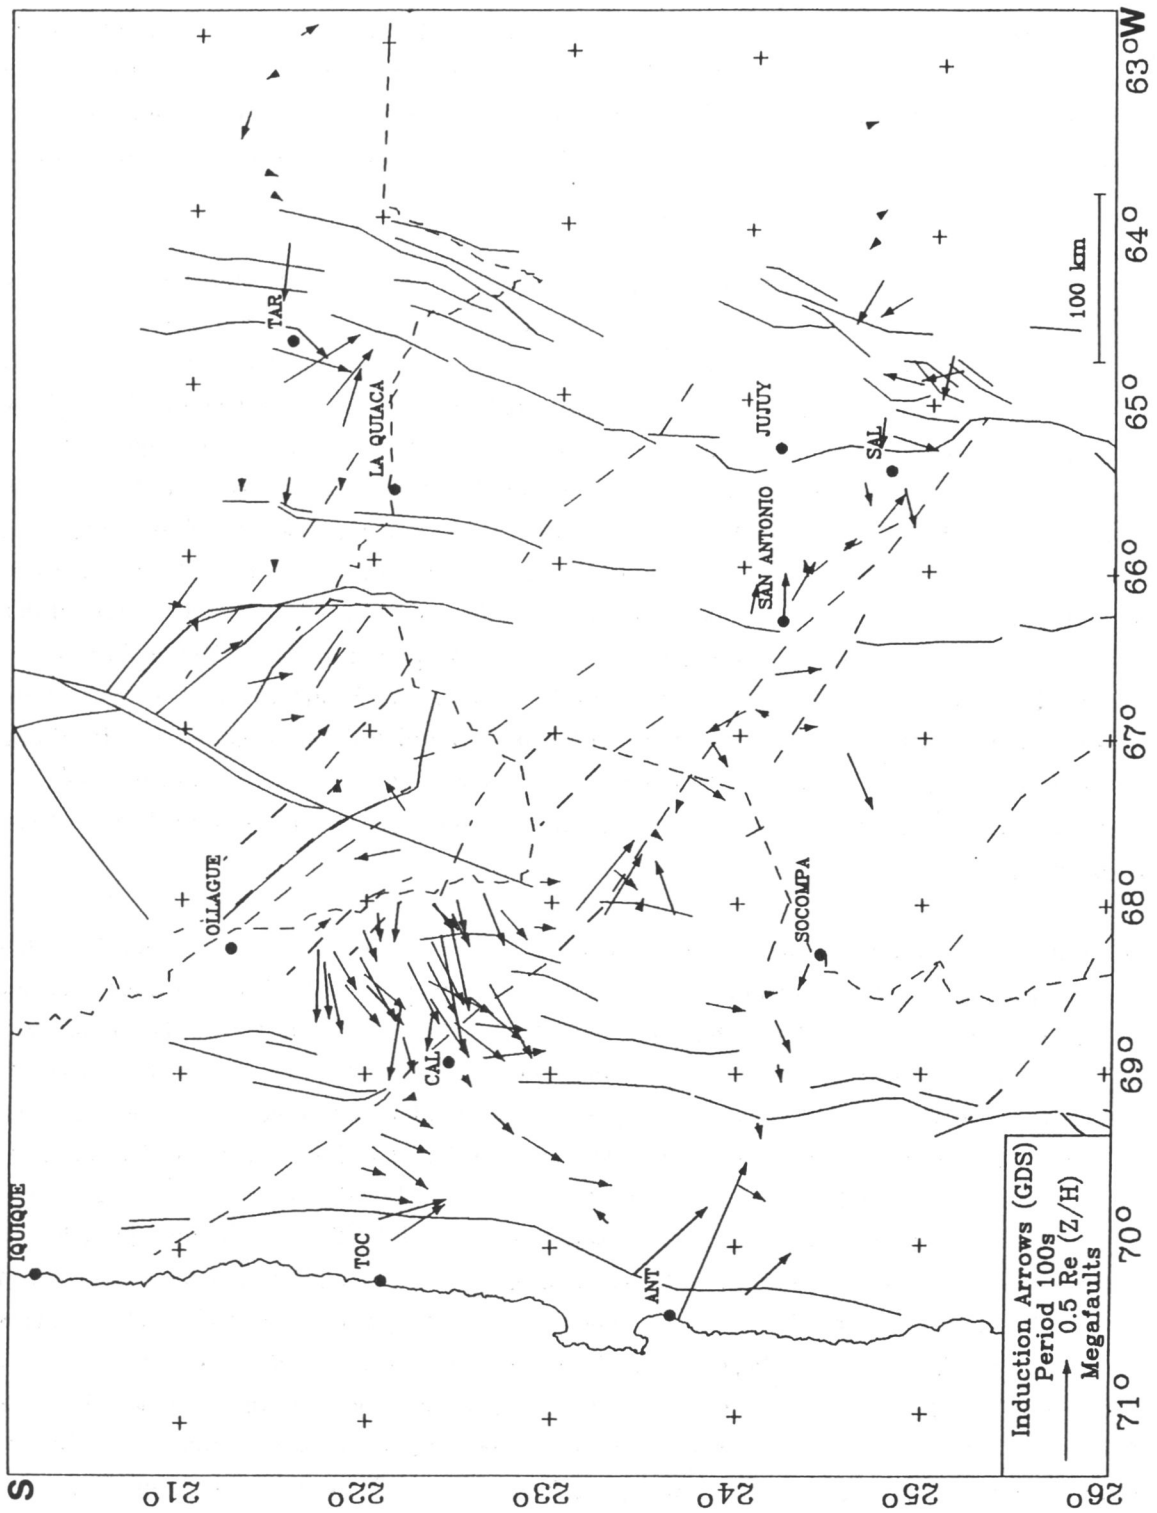 S
21°
22°
23°
24°
25°
26°
71°
70°
69°
68°
67°
66°
65°
64°
63°W
IQUIQUE
TOC
ANT
CAL
OLLAGUE
SOCOMPA
SAN ANTONIO
SAL
JUJUY
LA QUIACA
TAR
100 km
Induction Arrows (GDS)
Period 100s
0.5 Re (Z/H)
Megafaults